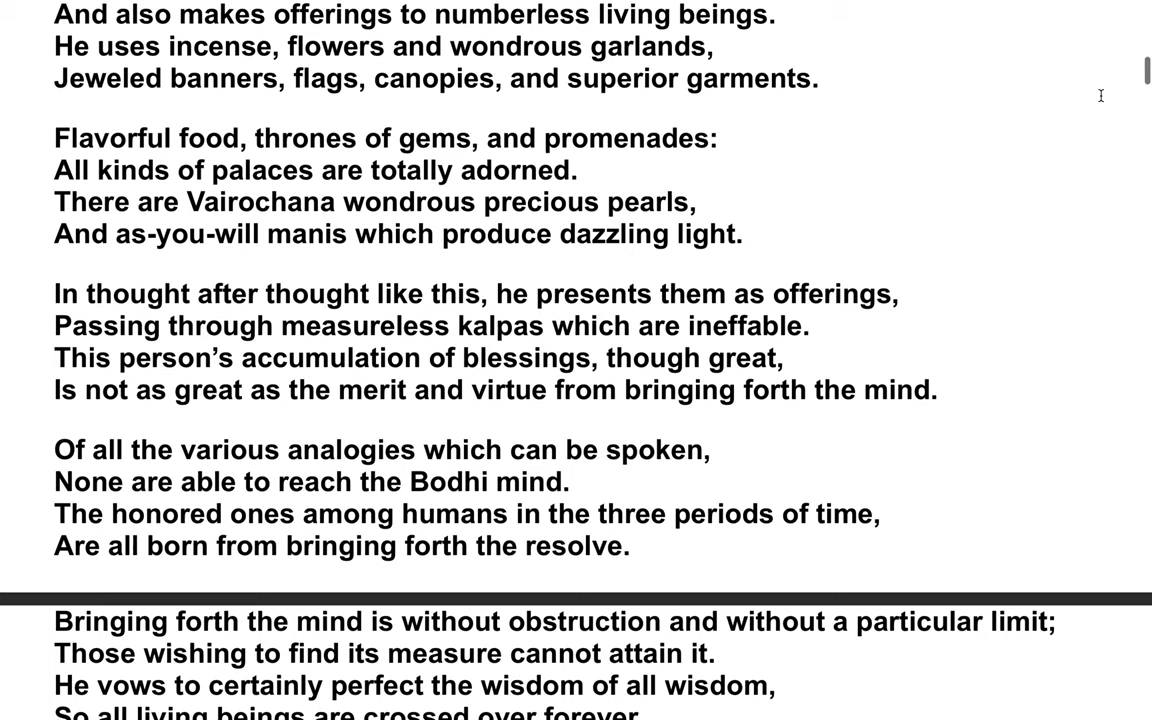 And also makes offerings to numberless living beings.
He uses incense, flowers and wondrous garlands,
Jeweled banners, flags, canopies, and superior garments.
Flavorful food, thrones of gems, and promenades:
All kinds of palaces are totally adorned.
There are Vairochana wondrous precious pearls,
And as-you-will manis which produce dazzling light.
In thought after thought like this, he presents them as offerings,
Passing through measureless kalpas which are ineffable.
This person’s accumulation of blessings, though great,
Is not as great as the merit and virtue from bringing forth the mind.
Of all the various analogies which can be spoken,
None are able to reach the Bodhi mind.
The honored ones among humans in the three periods of time,
Are all born from bringing forth the resolve.
Bringing forth the mind is without obstruction and without a particular limit;
Those wishing to find its measure cannot attain it.
He vows to certainly perfect the wisdom of all wisdom,
So all living beings are crossed over forever